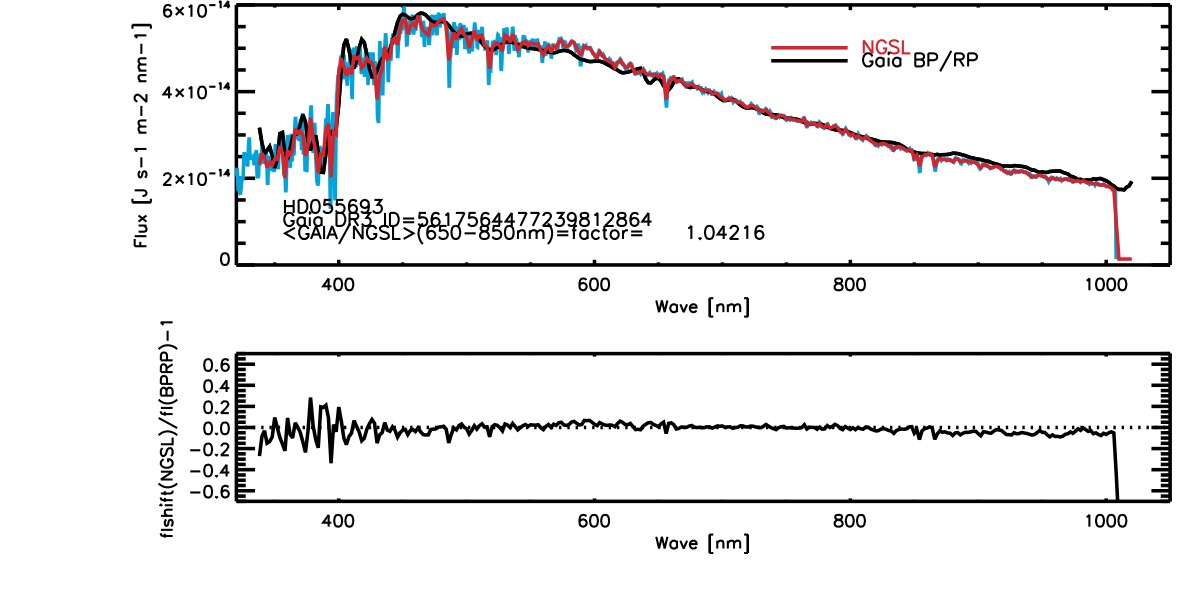 6×10⁻¹⁴
4×10⁻¹⁴
2×10⁻¹⁴
0
Flux [J s−1 m−2 nm−1]
NGSL
Gaia BP/RP
HD055693
Gaia DR3 ID=5617564477239812864
<GAIA/NGSL>(650−850nm)=factor= 1.04216
400 600 800 1000
Wave [nm]
flshift(NGSL)/fl(BPRP)−1
0.6
0.4
0.2
0.0
−0.2
−0.4
−0.6
400 600 800 1000
Wave [nm]